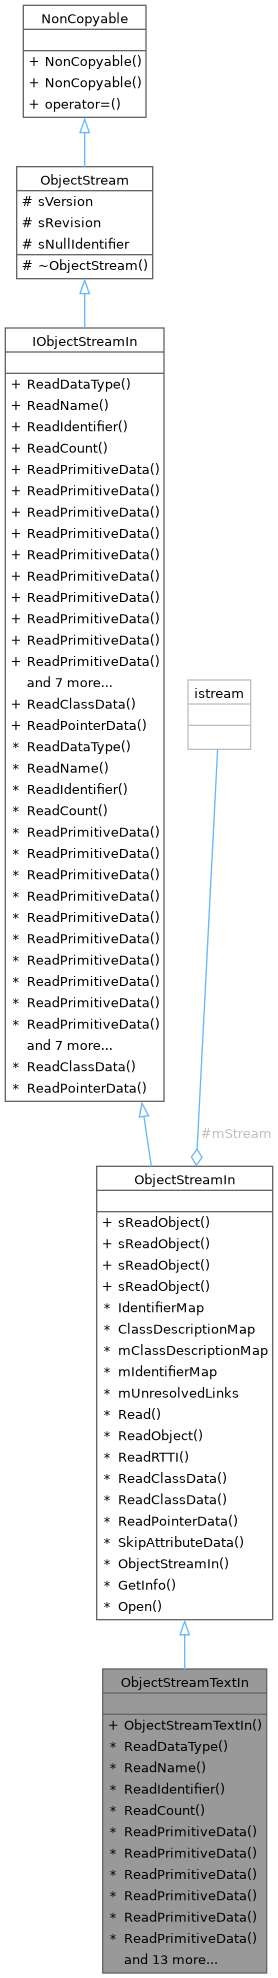 NonCopyable
+ NonCopyable()
+ NonCopyable()
+ operator=()
ObjectStream
# sVersion
# sRevision
# sNullIdentifier
# ~ObjectStream()
IObjectStreamIn
+ ReadDataType()
+ ReadName()
+ ReadIdentifier()
+ ReadCount()
+ ReadPrimitiveData()
+ ReadPrimitiveData()
+ ReadPrimitiveData()
+ ReadPrimitiveData()
+ ReadPrimitiveData()
+ ReadPrimitiveData()
+ ReadPrimitiveData()
+ ReadPrimitiveData()
+ ReadPrimitiveData()
+ ReadPrimitiveData()
and 7 more...
+ ReadClassData()
+ ReadPointerData()
* ReadDataType()
* ReadName()
* ReadIdentifier()
* ReadCount()
* ReadPrimitiveData()
* ReadPrimitiveData()
* ReadPrimitiveData()
* ReadPrimitiveData()
* ReadPrimitiveData()
* ReadPrimitiveData()
* ReadPrimitiveData()
* ReadPrimitiveData()
* ReadPrimitiveData()
* ReadPrimitiveData()
and 7 more...
* ReadClassData()
* ReadPointerData()
istream
#mStream
ObjectStreamIn
+ sReadObject()
+ sReadObject()
+ sReadObject()
+ sReadObject()
* IdentifierMap
* ClassDescriptionMap
* mClassDescriptionMap
* mIdentifierMap
* mUnresolvedLinks
* Read()
* ReadObject()
* ReadRTTI()
* ReadClassData()
* ReadClassData()
* ReadPointerData()
* SkipAttributeData()
* ObjectStreamIn()
* GetInfo()
* Open()
ObjectStreamTextIn
+ ObjectStreamTextIn()
* ReadDataType()
* ReadName()
* ReadIdentifier()
* ReadCount()
* ReadPrimitiveData()
* ReadPrimitiveData()
* ReadPrimitiveData()
* ReadPrimitiveData()
* ReadPrimitiveData()
* ReadPrimitiveData()
and 13 more...